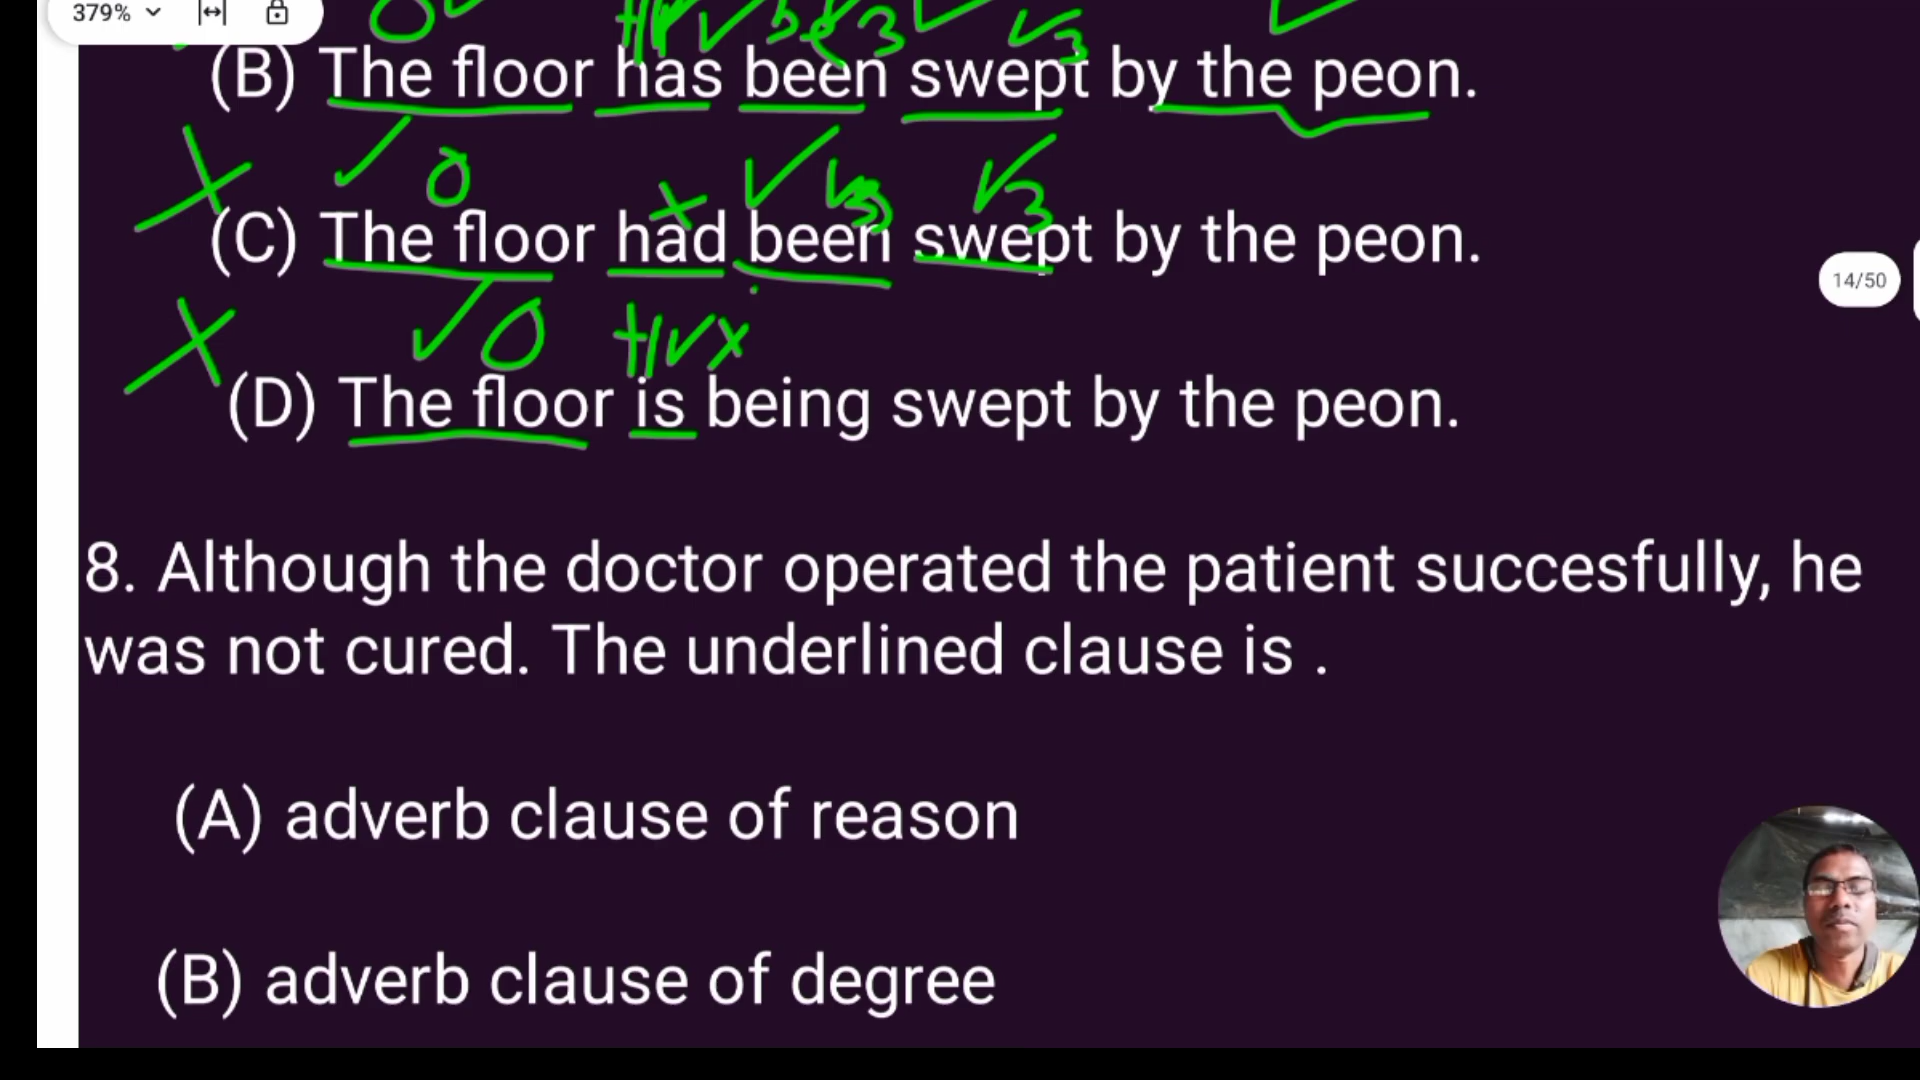 379%
(B) The floor has been swept by the peon.
O V3
(C) The floor had been swept by the peon.
O HV X
(D) The floor is being swept by the peon.
14/50
8. Although the doctor operated the patient succesfully, he
was not cured. The underlined clause is .
(A) adverb clause of reason
(B) adverb clause of degree